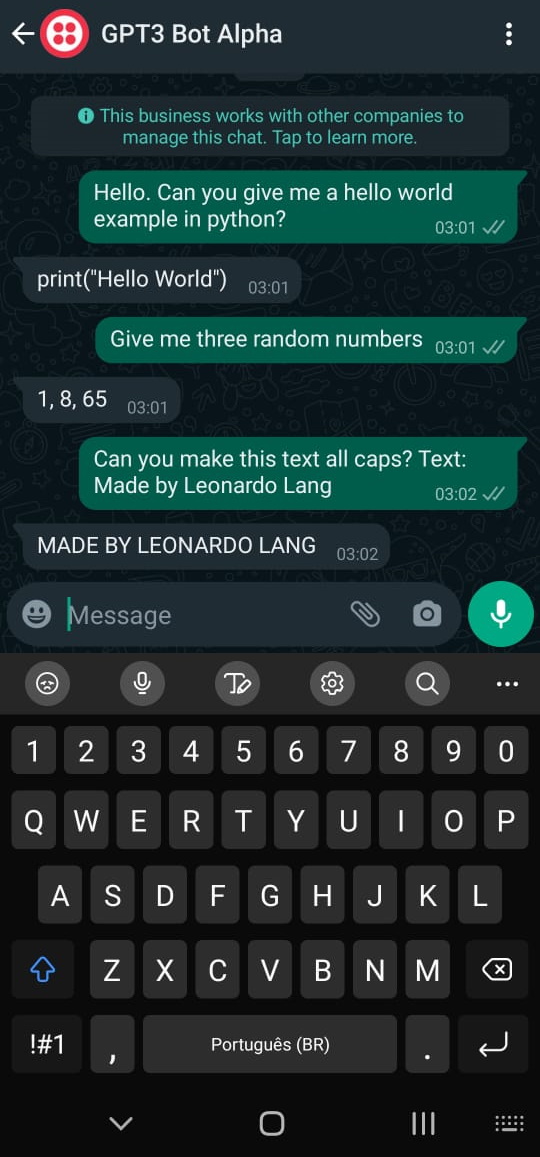 GPT3 Bot Alpha
This business works with other companies to
manage this chat. Tap to learn more.
Hello. Can you give me a hello world
example in python?
03:01
print("Hello World")
03:01
Give me three random numbers
03:01
1, 8, 65
03:01
Can you make this text all caps? Text:
Made by Leonardo Lang
03:02
MADE BY LEONARDO LANG
03:02
Message
1 2 3 4 5 6 7 8 9 0
Q W E R T Y U I O P
A S D F G H J K L
Z X C V B N M
!#1 , Português (BR) .